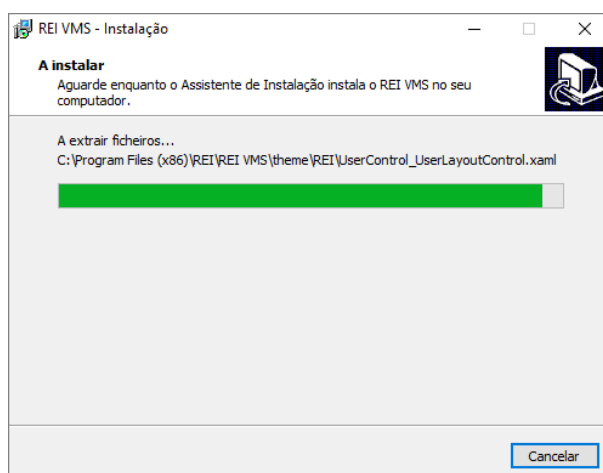 REI VMS - Instalação
A instalar
Aguarde enquanto o Assistente de Instalação instala o REI VMS no seu
computador.
A extrair ficheiros...
C:\Program Files (x86)\REI\REI VMS\theme\REI\UserControl_UserLayoutControl.xaml
Cancelar